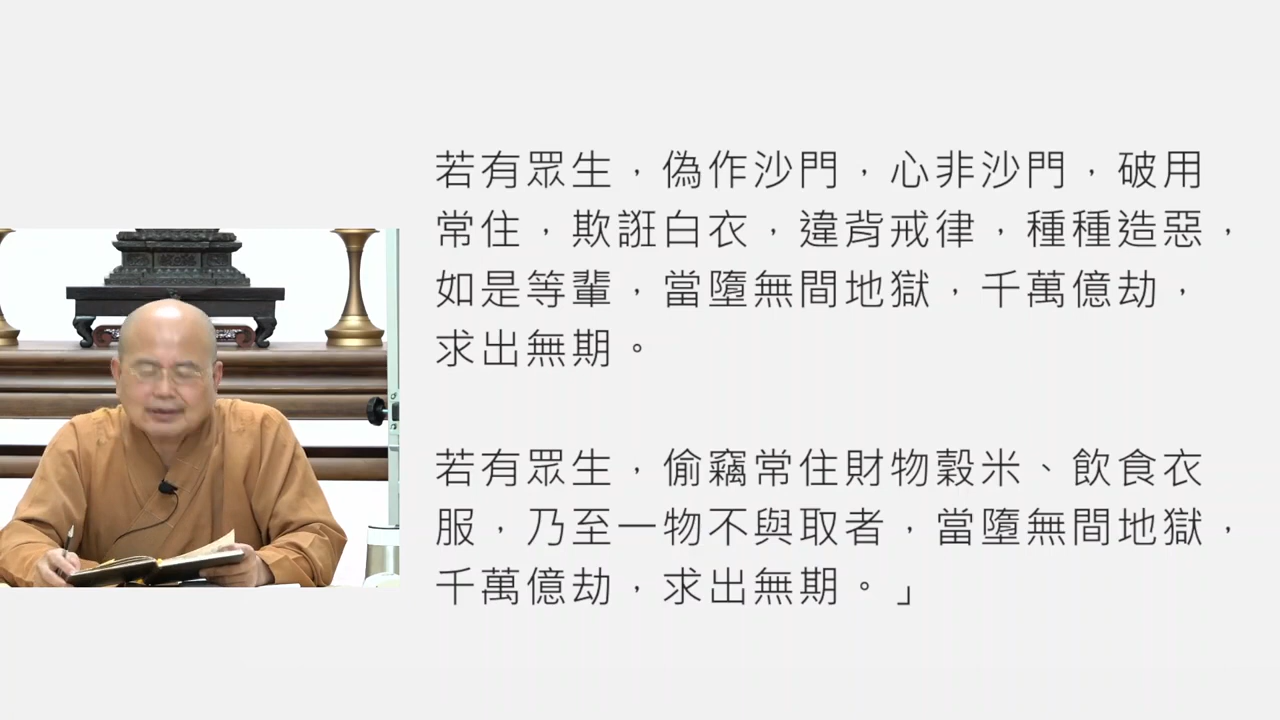 若有眾生，偽作沙門，心非沙門，破用
常住，欺誑白衣，違背戒律，種種造惡，
如是等輩，當墮無間地獄，千萬億劫，
求出無期。
若有眾生，偷竊常住財物穀米、飲食衣
服，乃至一物不與取者，當墮無間地獄，
千萬億劫，求出無期。」